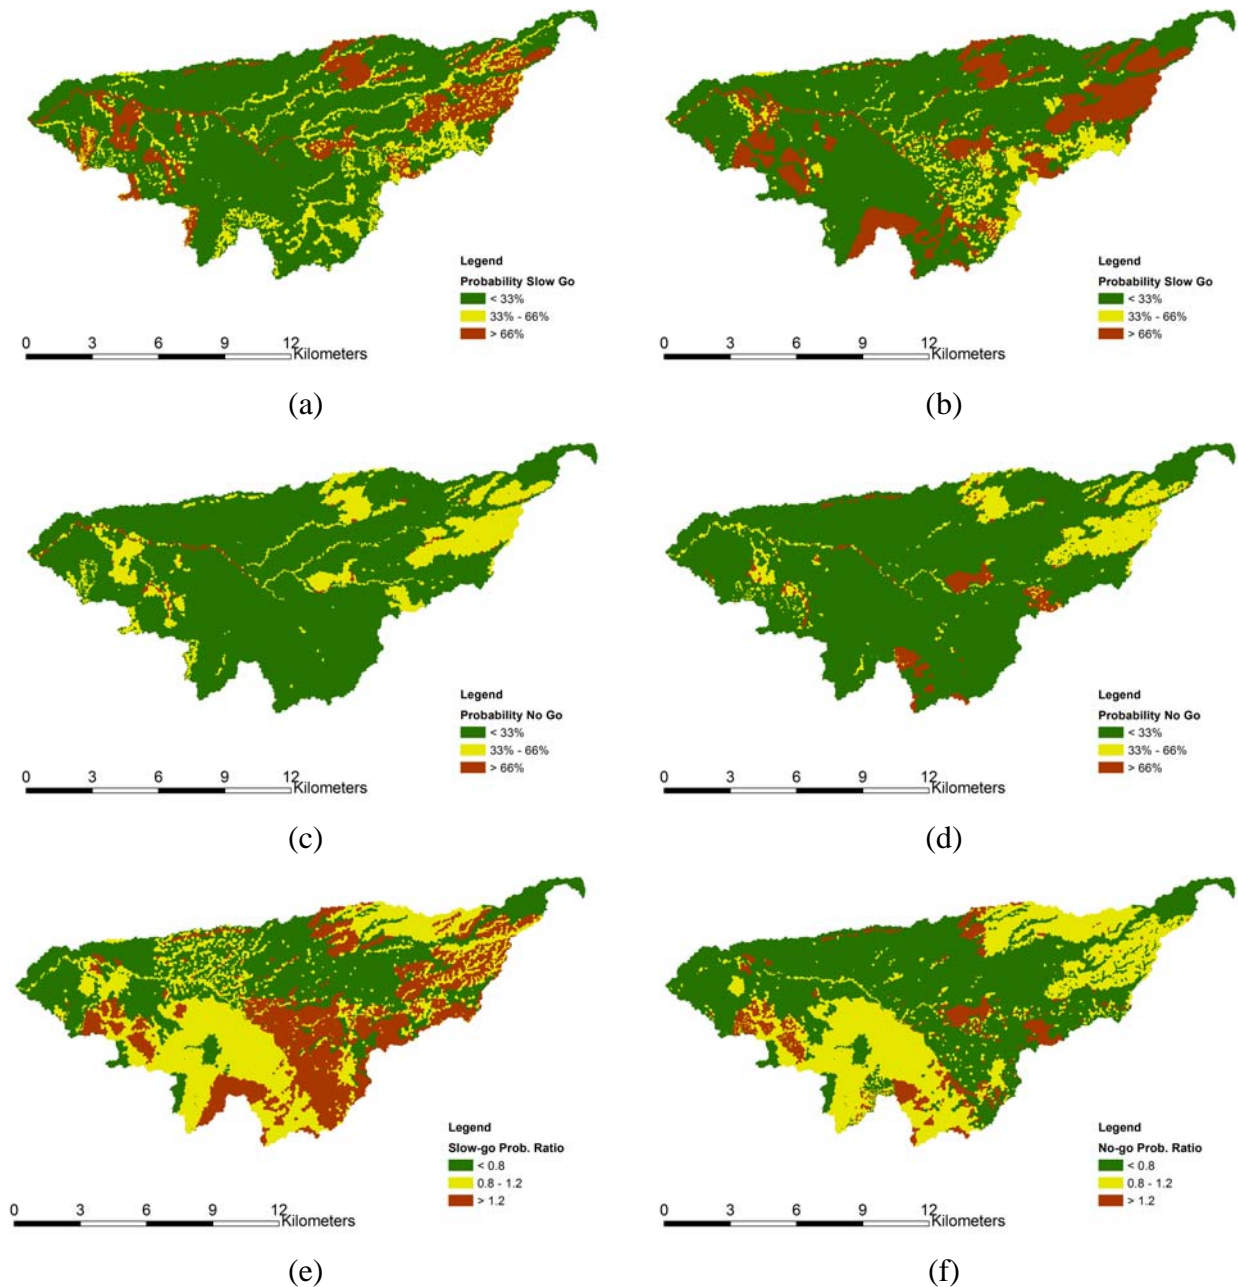 Legend
Probability Slow Go
< 33%
33% - 66%
> 66%
0 3 6 9 12
Kilometers
(a)
Legend
Probability Slow Go
< 33%
33% - 66%
> 66%
0 3 6 9 12
Kilometers
(b)
Legend
Probability No Go
< 33%
33% - 66%
> 66%
0 3 6 9 12
Kilometers
(c)
Legend
Probability No Go
< 33%
33% - 66%
> 66%
0 3 6 9 12
Kilometers
(d)
Legend
Slow-go Prob. Ratio
< 0.8
0.8 - 1.2
> 1.2
0 3 6 9 12
Kilometers
(e)
Legend
No-go Prob. Ratio
< 0.8
0.8 - 1.2
> 1.2
0 3 6 9 12
Kilometers
(f)